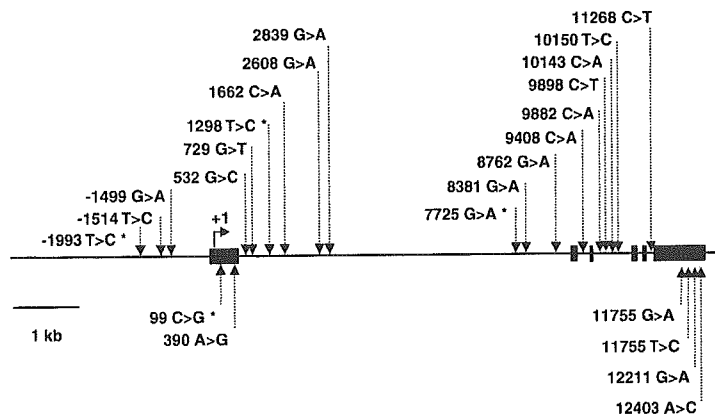 11268 C>T
2839 G>A
10150 T>C
2608 G>A
10143 C>A
1662 C>A
9898 C>T
1298 T>C *
9882 C>A
729 G>T
9408 C>A
532 G>C
8762 G>A
-1499 G>A
8381 G>A
-1514 T>C
7725 G>A *
-1993 T>C *
+1
99 C>G *
390 A>G
1 kb
11755 G>A
11755 T>C
12211 G>A
12403 A>C